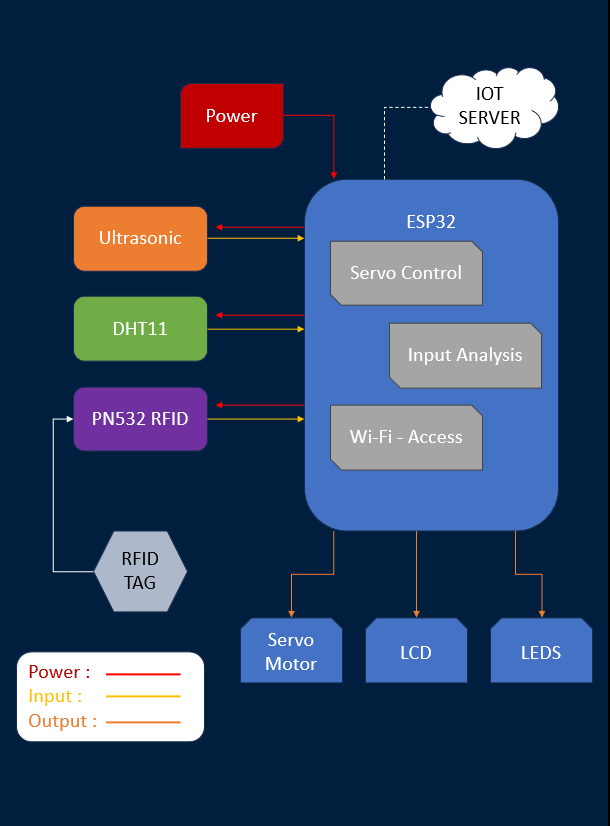 IOT
SERVER
Power
ESP32
Ultrasonic
Servo Control
DHT11
Input Analysis
PN532 RFID
Wi-Fi - Access
RFID
TAG
Servo
Motor
LCD
LEDS
Power :
Input :
Output :